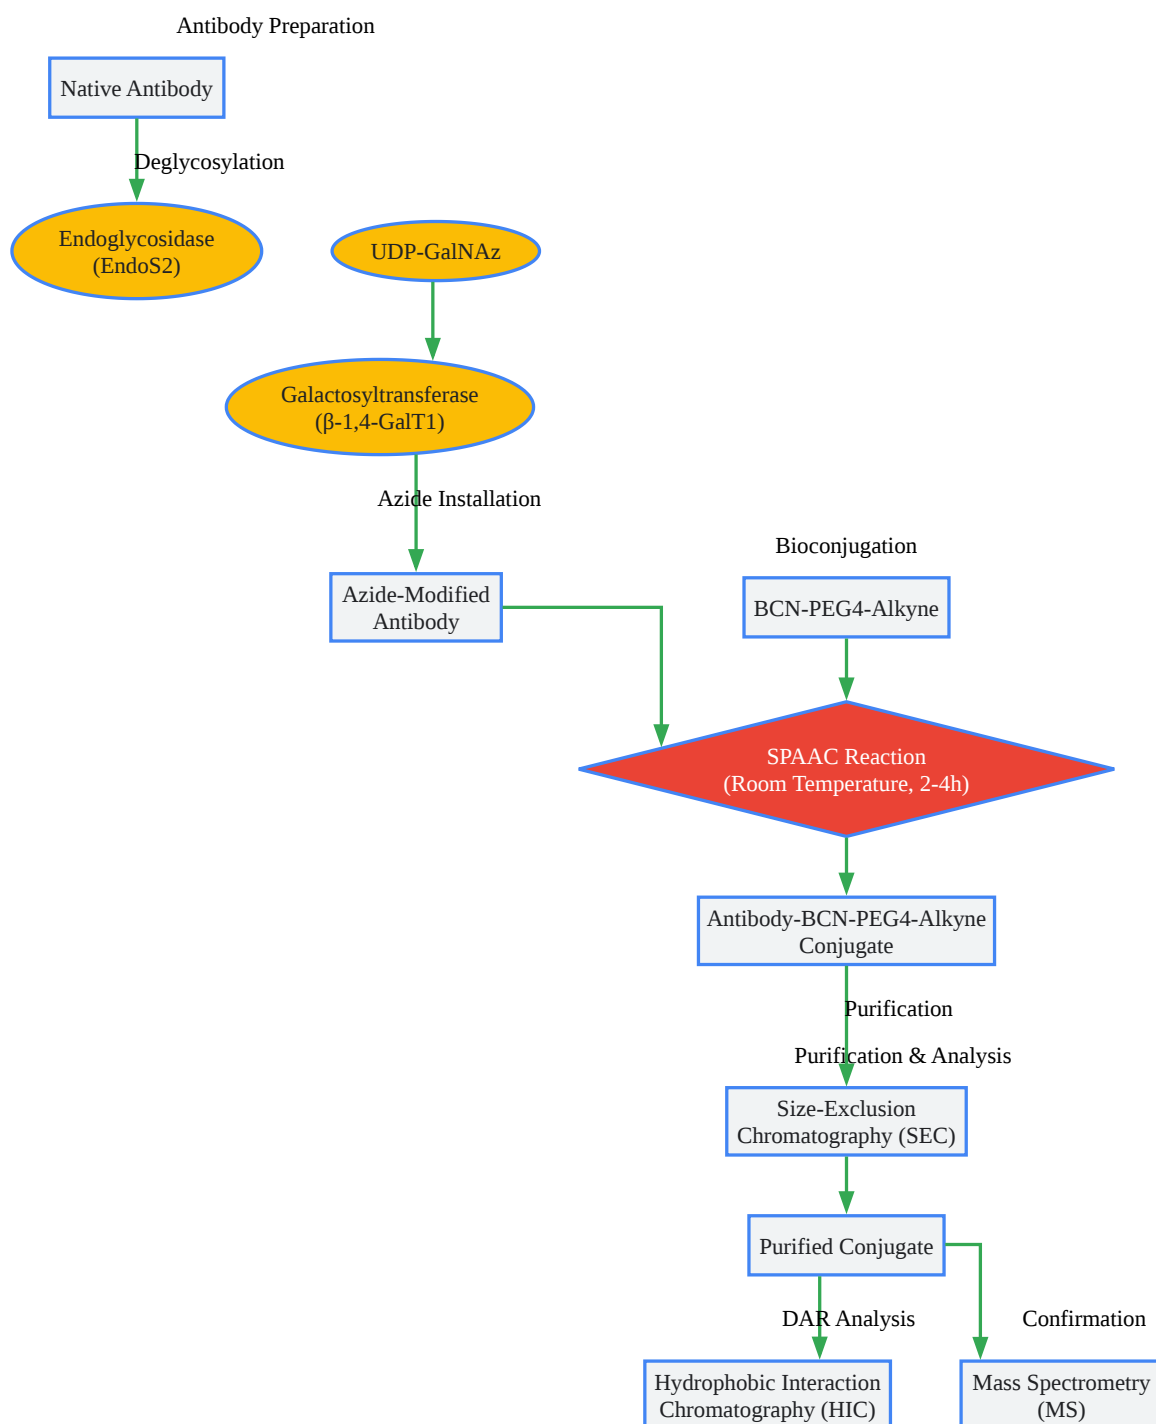 Antibody Preparation
Native Antibody
Deglycosylation
Endoglycosidase
(EndoS2)
UDP-GalNAz
Galactosyltransferase
(β-1,4-GalT1)
Azide Installation
Bioconjugation
Azide-Modified
Antibody
BCN-PEG4-Alkyne
SPAAC Reaction
(Room Temperature, 2-4h)
Antibody-BCN-PEG4-Alkyne
Conjugate
Purification
Purification & Analysis
Size-Exclusion
Chromatography (SEC)
Purified Conjugate
DAR Analysis
Confirmation
Hydrophobic Interaction
Chromatography (HIC)
Mass Spectrometry
(MS)